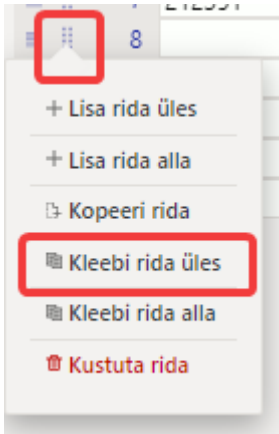 8
Lisa rida üles
Lisa rida alla
Kopeeri rida
Kleebi rida üles
Kleebi rida alla
Kustuta rida